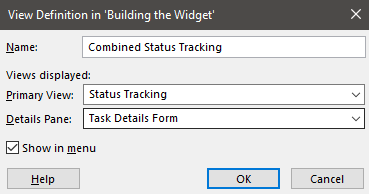 View Definition in 'Building the Widget'
Name: Combined Status Tracking
Views displayed:
Primary View: Status Tracking
Details Pane: Task Details Form
Show in menu
Help OK Cancel